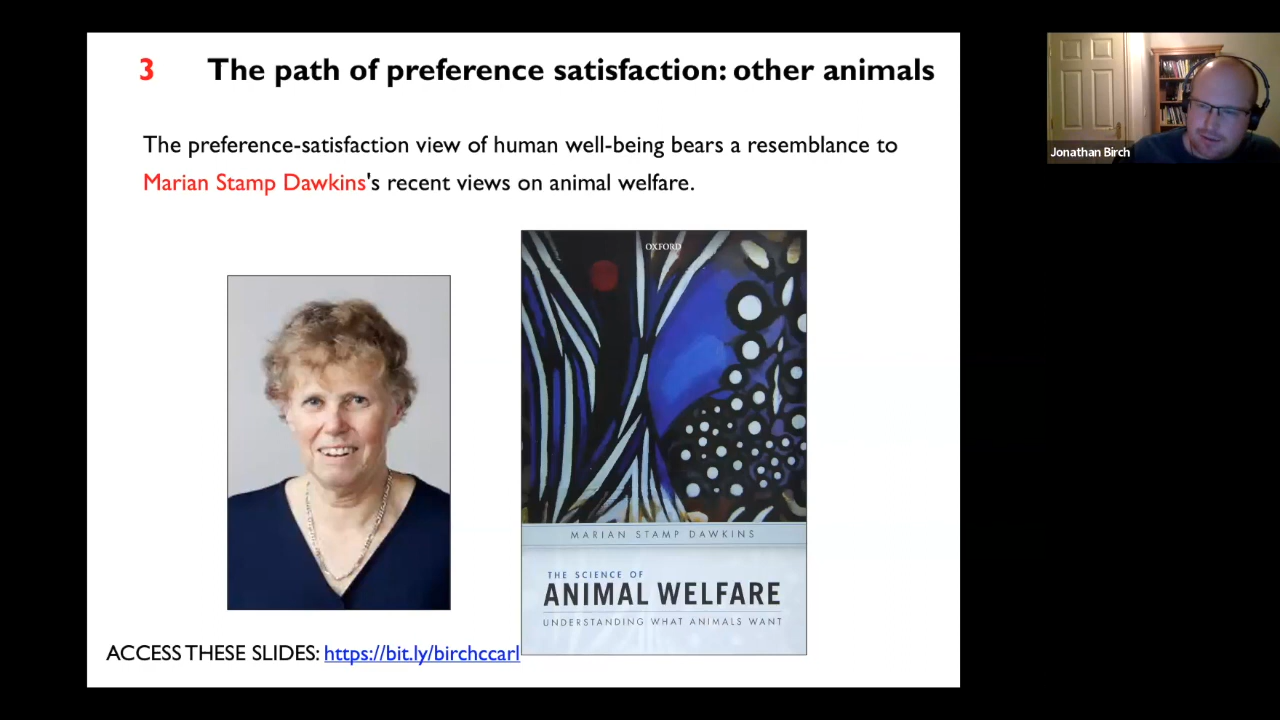 3 The path of preference satisfaction: other animals
Jonathan Birch
The preference-satisfaction view of human well-being bears a resemblance to
Marian Stamp Dawkins's recent views on animal welfare.
OXFORD
MARIAN STAMP DAWKINS
THE SCIENCE OF
ANIMAL WELFARE
UNDERSTANDING WHAT ANIMALS WANT
ACCESS THESE SLIDES: https://bit.ly/birchccarl